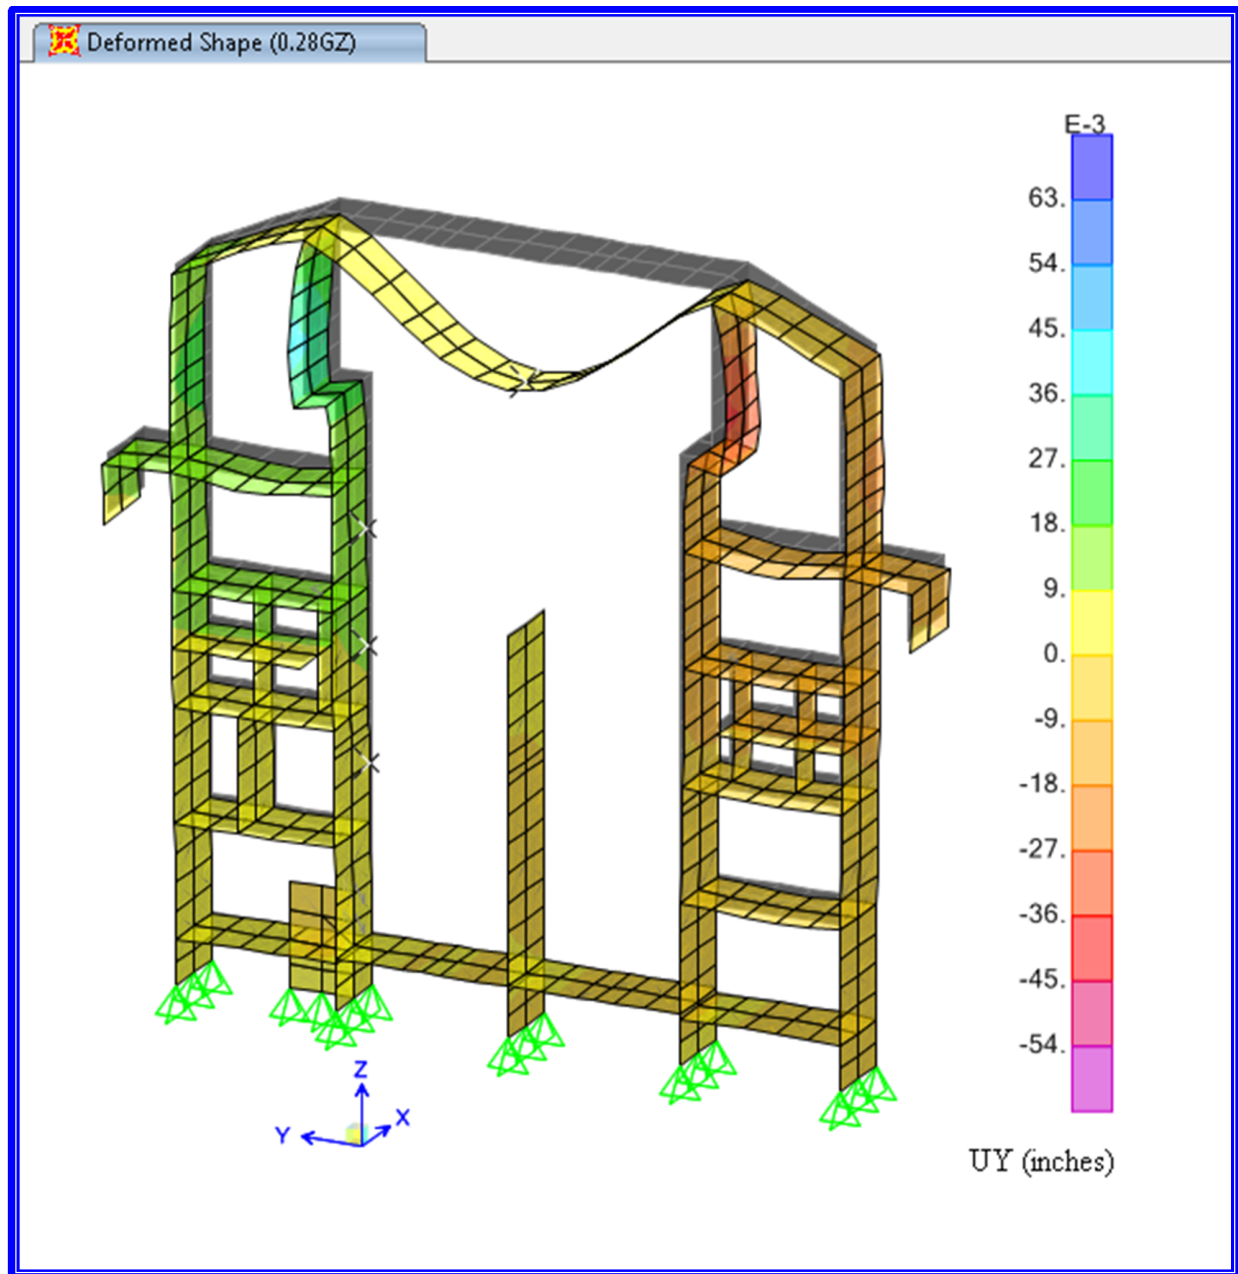 Deformed Shape (0.28GZ)
E-3
63.
54.
45.
36.
27.
18.
9.
0.
-9.
-18.
-27.
-36.
-45.
-54.
Z
X
Y
UY (inches)